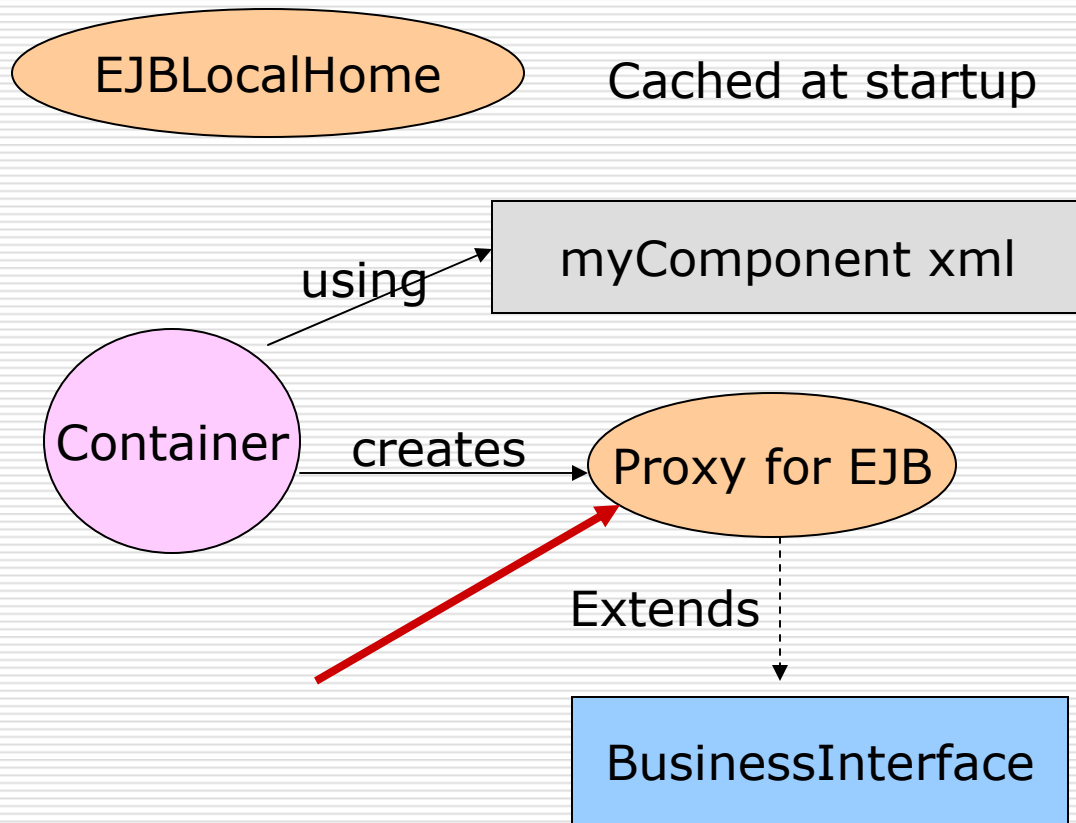 EJBLocalHome
Cached at startup
myComponent xml
using
Container
creates
Proxy for EJB
Extends
BusinessInterface